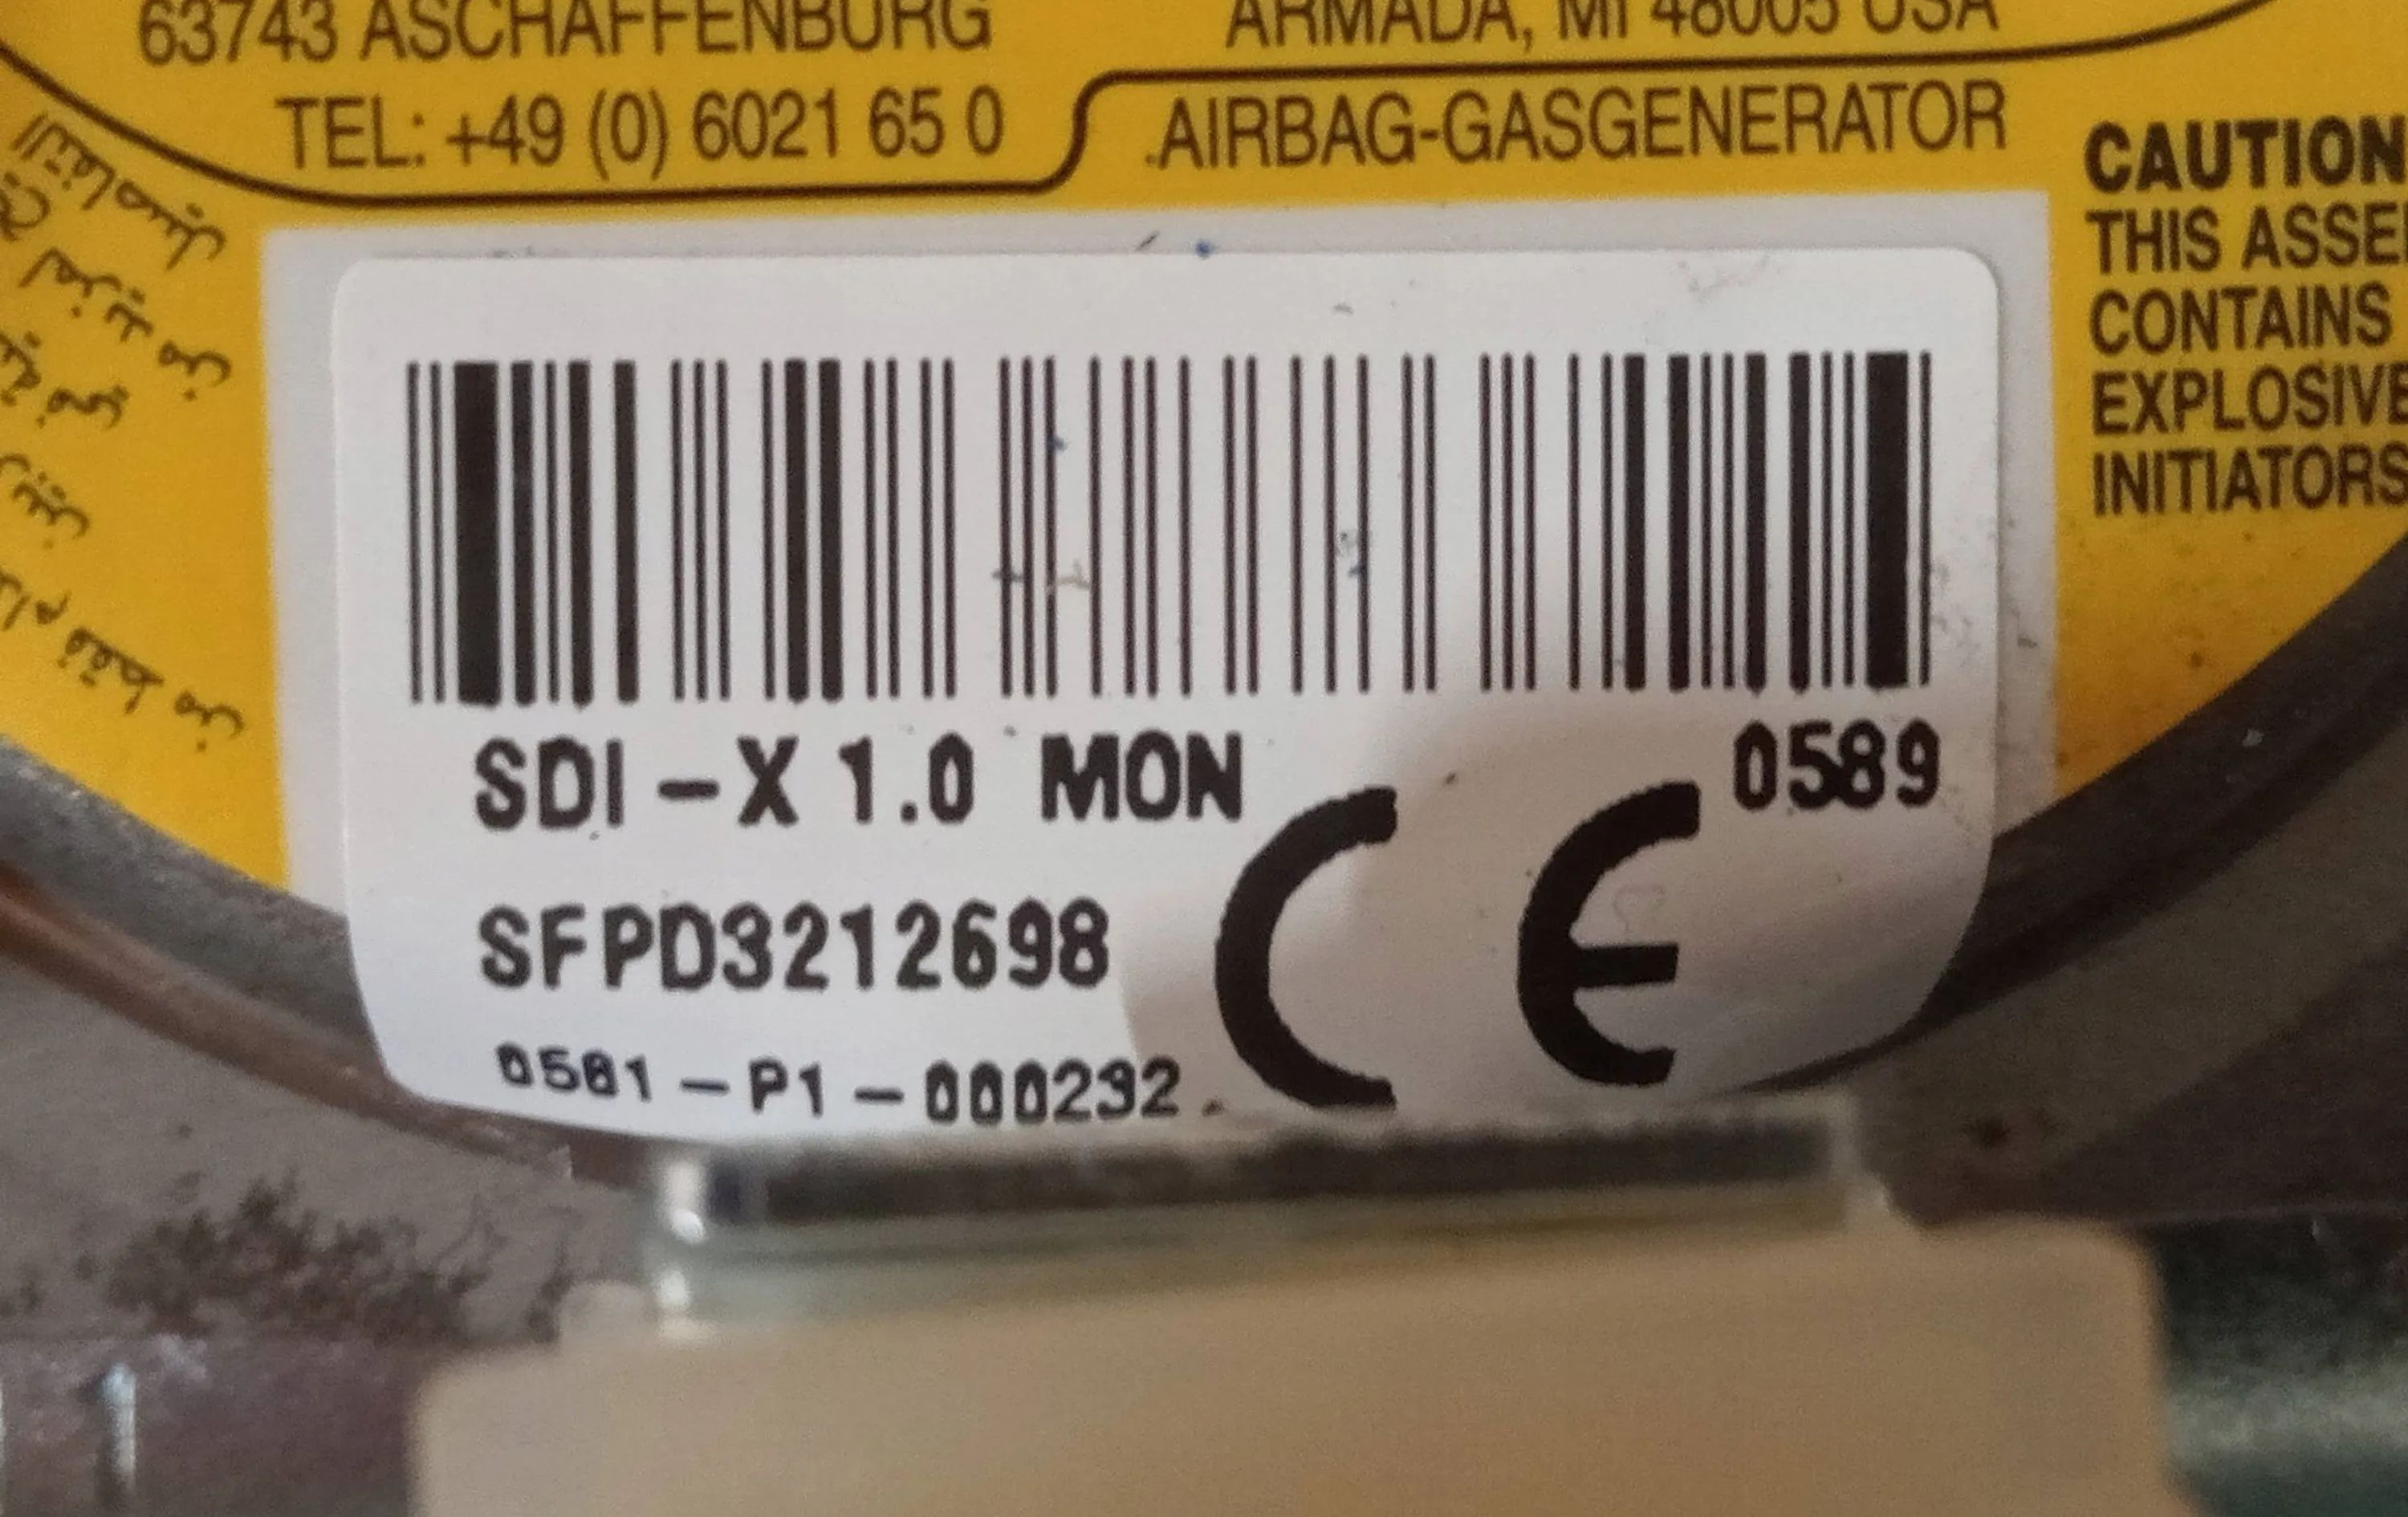 63743 ASCHAFFENBURG
TEL: +49 (0) 6021 65 0
ARMADA, MI 48005 USA
AIRBAG-GASGENERATOR
CAUTION
THIS ASSE
CONTAINS
EXPLOSIVE
INITIATORS
SDI-X 1.0 MON
0589
CE
SFPD3212698
0581-P1-000232
التفاصيل